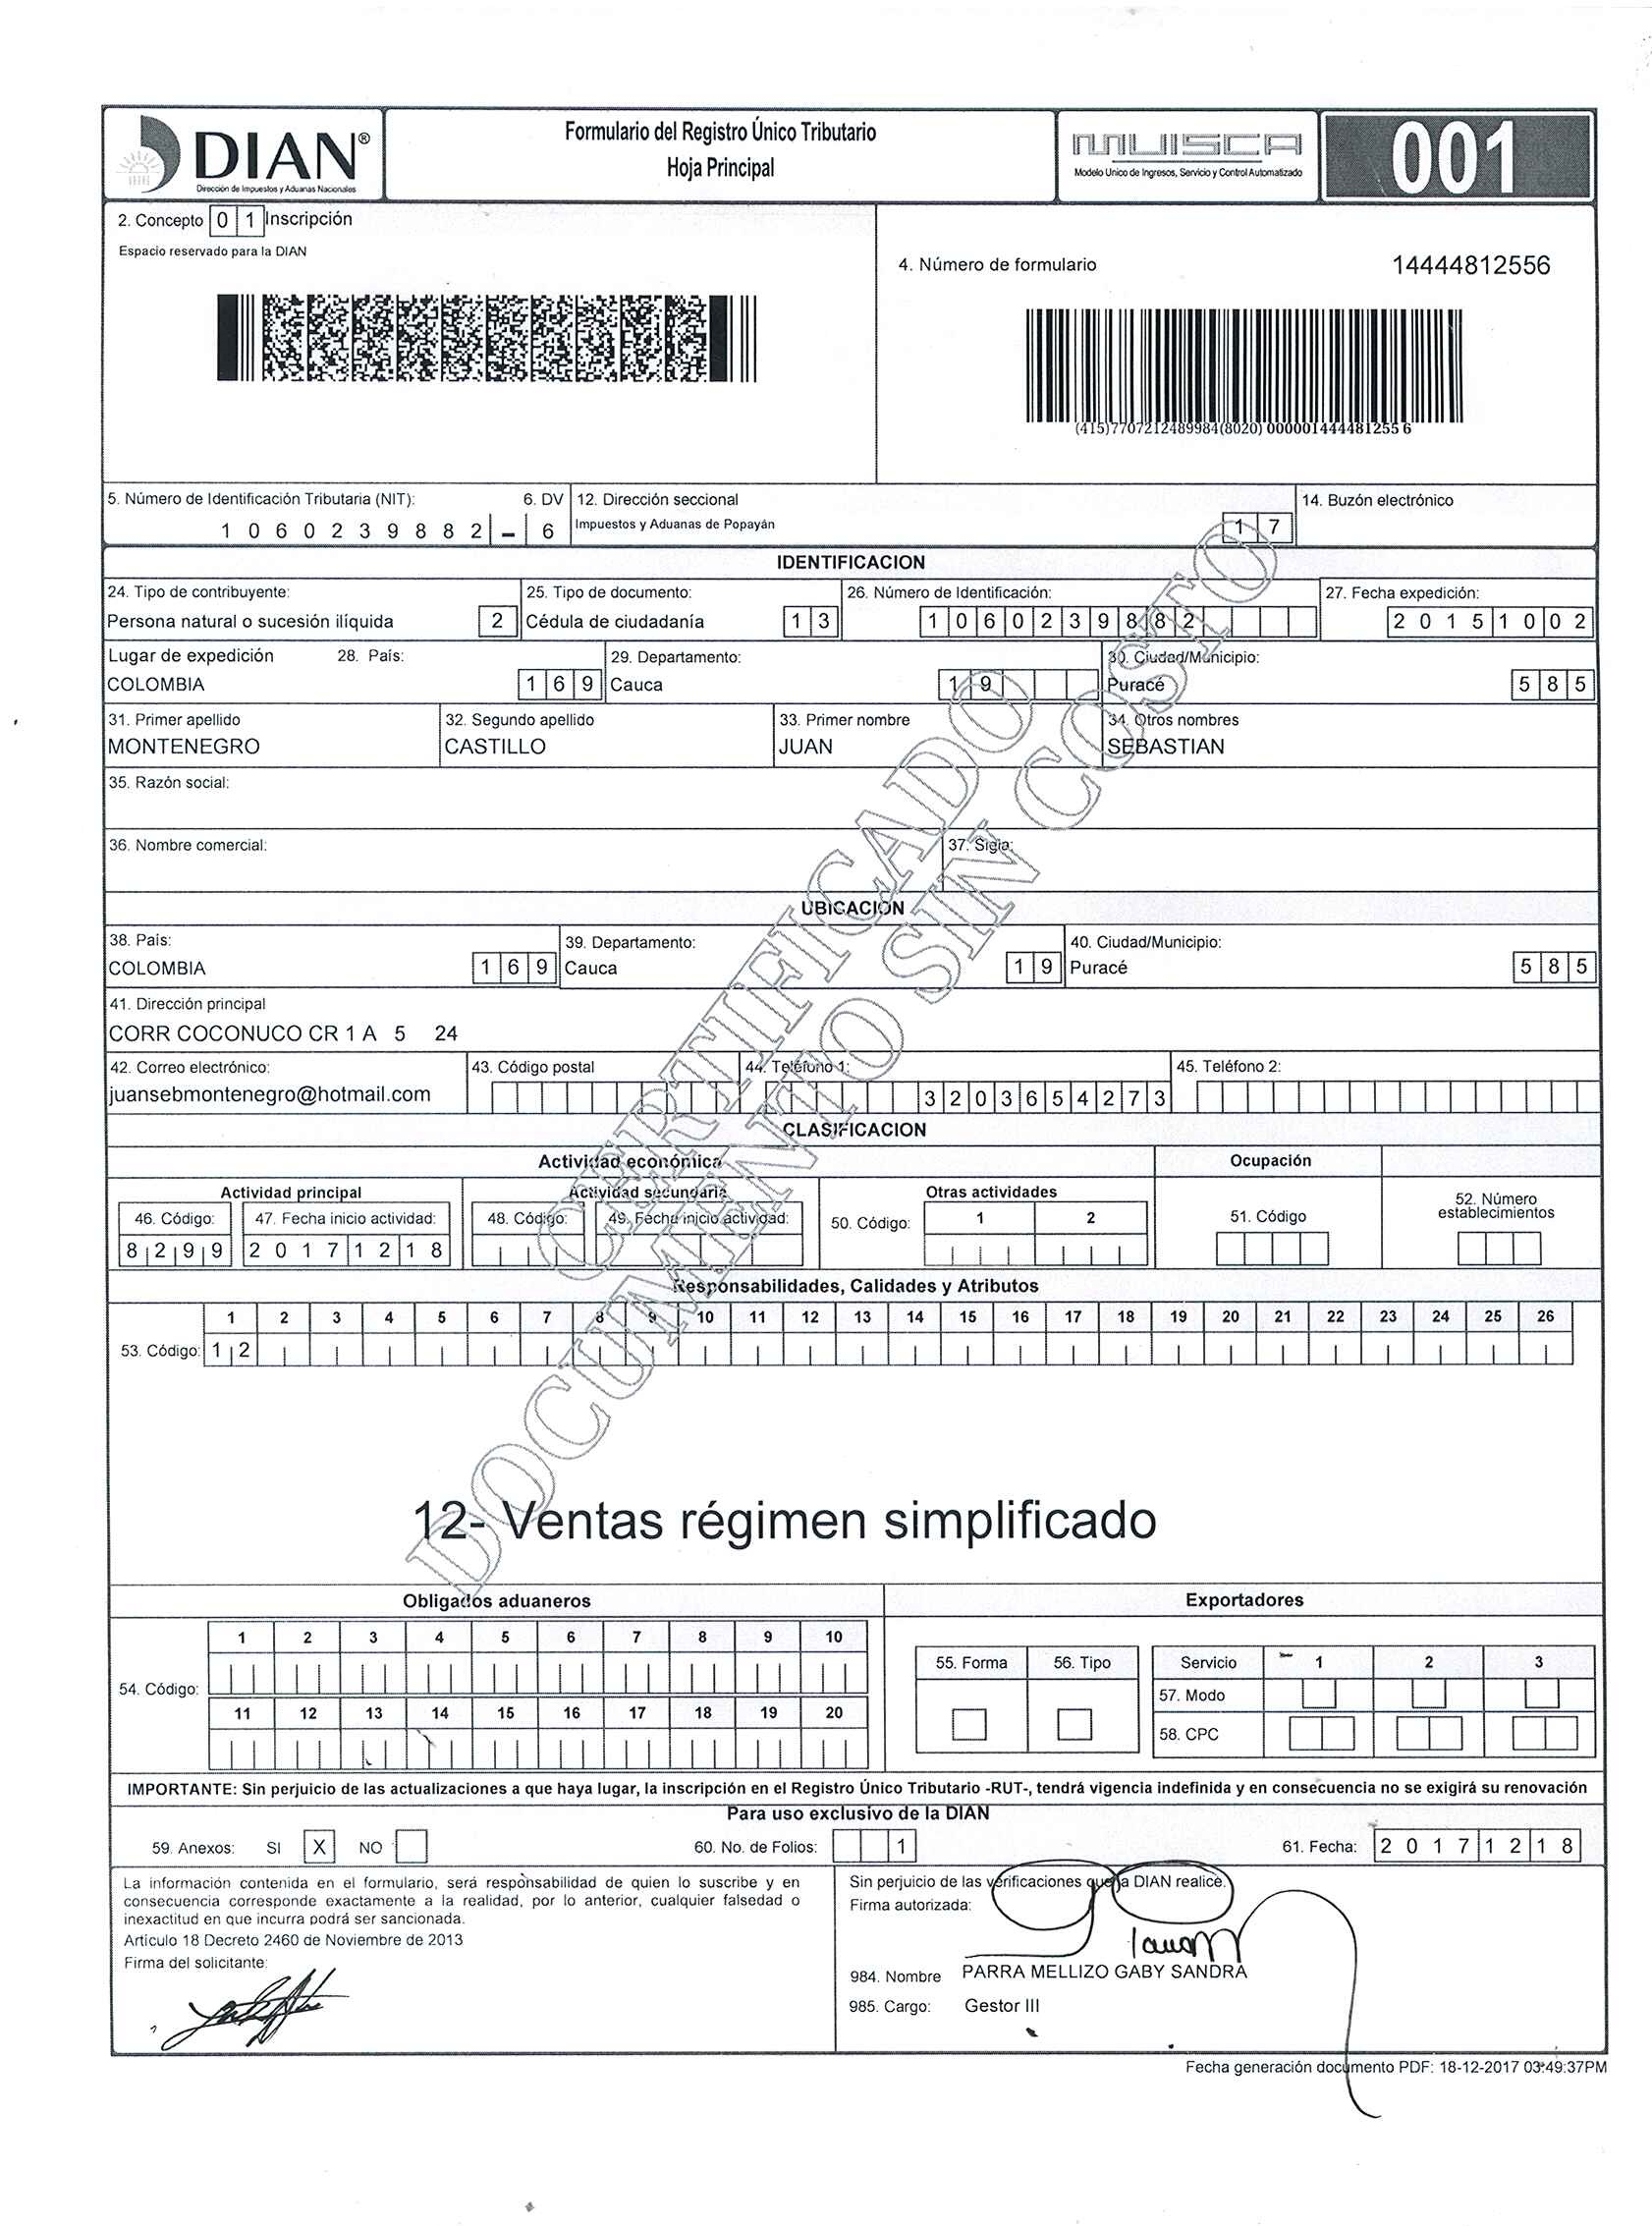 DIAN®
Dirección de Impuestos y Aduanas Nacionales
Formulario del Registro Único Tributario
Hoja Principal
MUISCA
Modelo Unico de Ingresos, Servicio y Control Automatizado
001
2. Concepto 0 1 Inscripción
Espacio reservado para la DIAN
4. Número de formulario 14444812556
(415)7707212489984(8020) 000001444481255 6
5. Número de Identificación Tributaria (NIT): 6. DV 12. Dirección seccional 14. Buzón electrónico
1 0 6 0 2 3 9 8 8 2 - 6 Impuestos y Aduanas de Popayán 1 7
IDENTIFICACION
24. Tipo de contribuyente: 25. Tipo de documento: 26. Número de Identificación: 27. Fecha expedición:
Persona natural o sucesión ilíquida 2 Cédula de ciudadanía 1 3 1 0 6 0 2 3 9 8 8 2 2 0 1 5 1 0 0 2
Lugar de expedición 28. País: 29. Departamento: 30. Ciudad/Municipio:
COLOMBIA 1 6 9 Cauca 1 9 Puracé 5 8 5
31. Primer apellido 32. Segundo apellido 33. Primer nombre 34. Otros nombres
MONTENEGRO CASTILLO JUAN SEBASTIAN
35. Razón social:
36. Nombre comercial: 37. Sigla:
UBICACION
38. País: 39. Departamento: 40. Ciudad/Municipio:
COLOMBIA 1 6 9 Cauca 1 9 Puracé 5 8 5
41. Dirección principal
CORR COCONUCO CR 1 A 5 24
42. Correo electrónico: 43. Código postal 44. Teléfono 1: 45. Teléfono 2:
juansebmontenegro@hotmail.com 3 2 0 3 6 5 4 2 7 3
CLASIFICACION
Actividad económica Ocupación
Actividad principal Actividad secundaria Otras actividades 52. Número establecimientos
46. Código: 47. Fecha inicio actividad: 48. Código: 49. Fecha inicio actividad: 50. Código: 1 2 51. Código
8 2 9 9 2 0 1 7 1 2 1 8
Responsabilidades, Calidades y Atributos
1 2 3 4 5 6 7 8 9 10 11 12 13 14 15 16 17 18 19 20 21 22 23 24 25 26
53. Código: 1 2
12- Ventas régimen simplificado
CERTIFICADO
DOCUMENTO SIN COSTO
Obligados aduaneros Exportadores
1 2 3 4 5 6 7 8 9 10
55. Forma 56. Tipo Servicio 1 2 3
54. Código: 57. Modo
11 12 13 14 15 16 17 18 19 20
58. CPC
IMPORTANTE: Sin perjuicio de las actualizaciones a que haya lugar, la inscripción en el Registro Único Tributario -RUT-, tendrá vigencia indefinida y en consecuencia no se exigirá su renovación
Para uso exclusivo de la DIAN
59. Anexos: SI X NO 60. No. de Folios: 1 61. Fecha: 2 0 1 7 1 2 1 8
La información contenida en el formulario, será responsabilidad de quien lo suscribe y en
consecuencia corresponde exactamente a la realidad, por lo anterior, cualquier falsedad o
inexactitud en que incurra podrá ser sancionada.
Artículo 18 Decreto 2460 de Noviembre de 2013
Firma del solicitante:
Sin perjuicio de las verificaciones que la DIAN realice.
Firma autorizada:
984. Nombre PARRA MELLIZO GABY SANDRA
985. Cargo: Gestor III
Fecha generación documento PDF: 18-12-2017 03:49:37PM